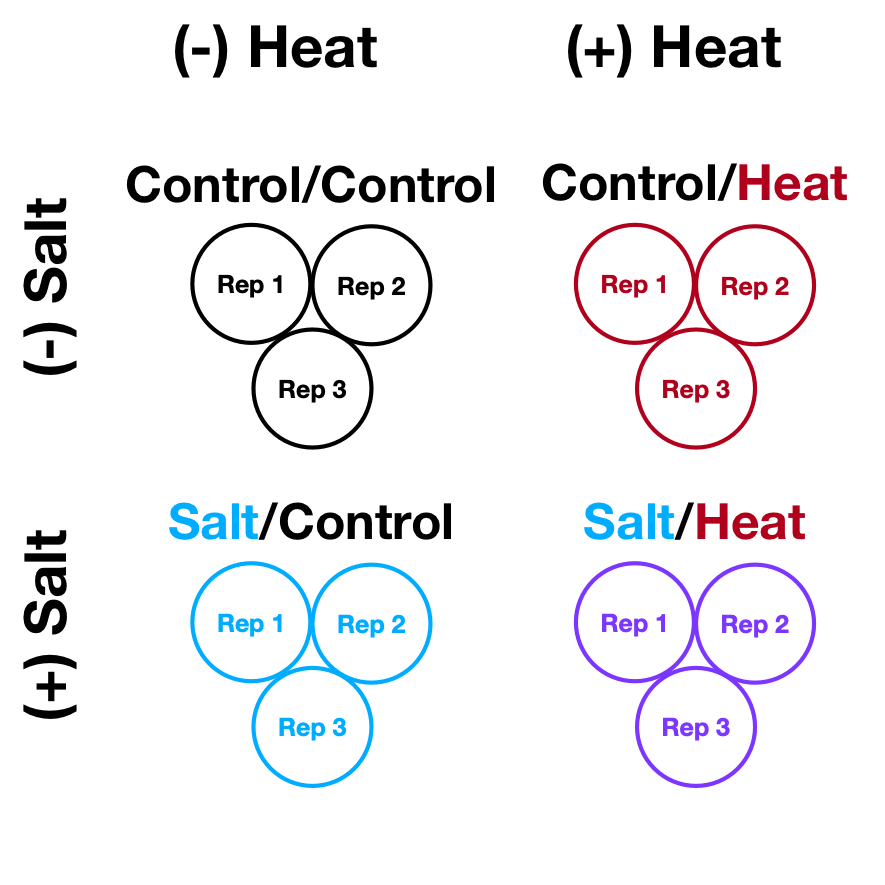 (-) Heat
(+) Heat
(-) Salt
Control/Control
Rep 1
Rep 2
Rep 3
Control/Heat
Rep 1
Rep 2
Rep 3
(+) Salt
Salt/Control
Rep 1
Rep 2
Rep 3
Salt/Heat
Rep 1
Rep 2
Rep 3